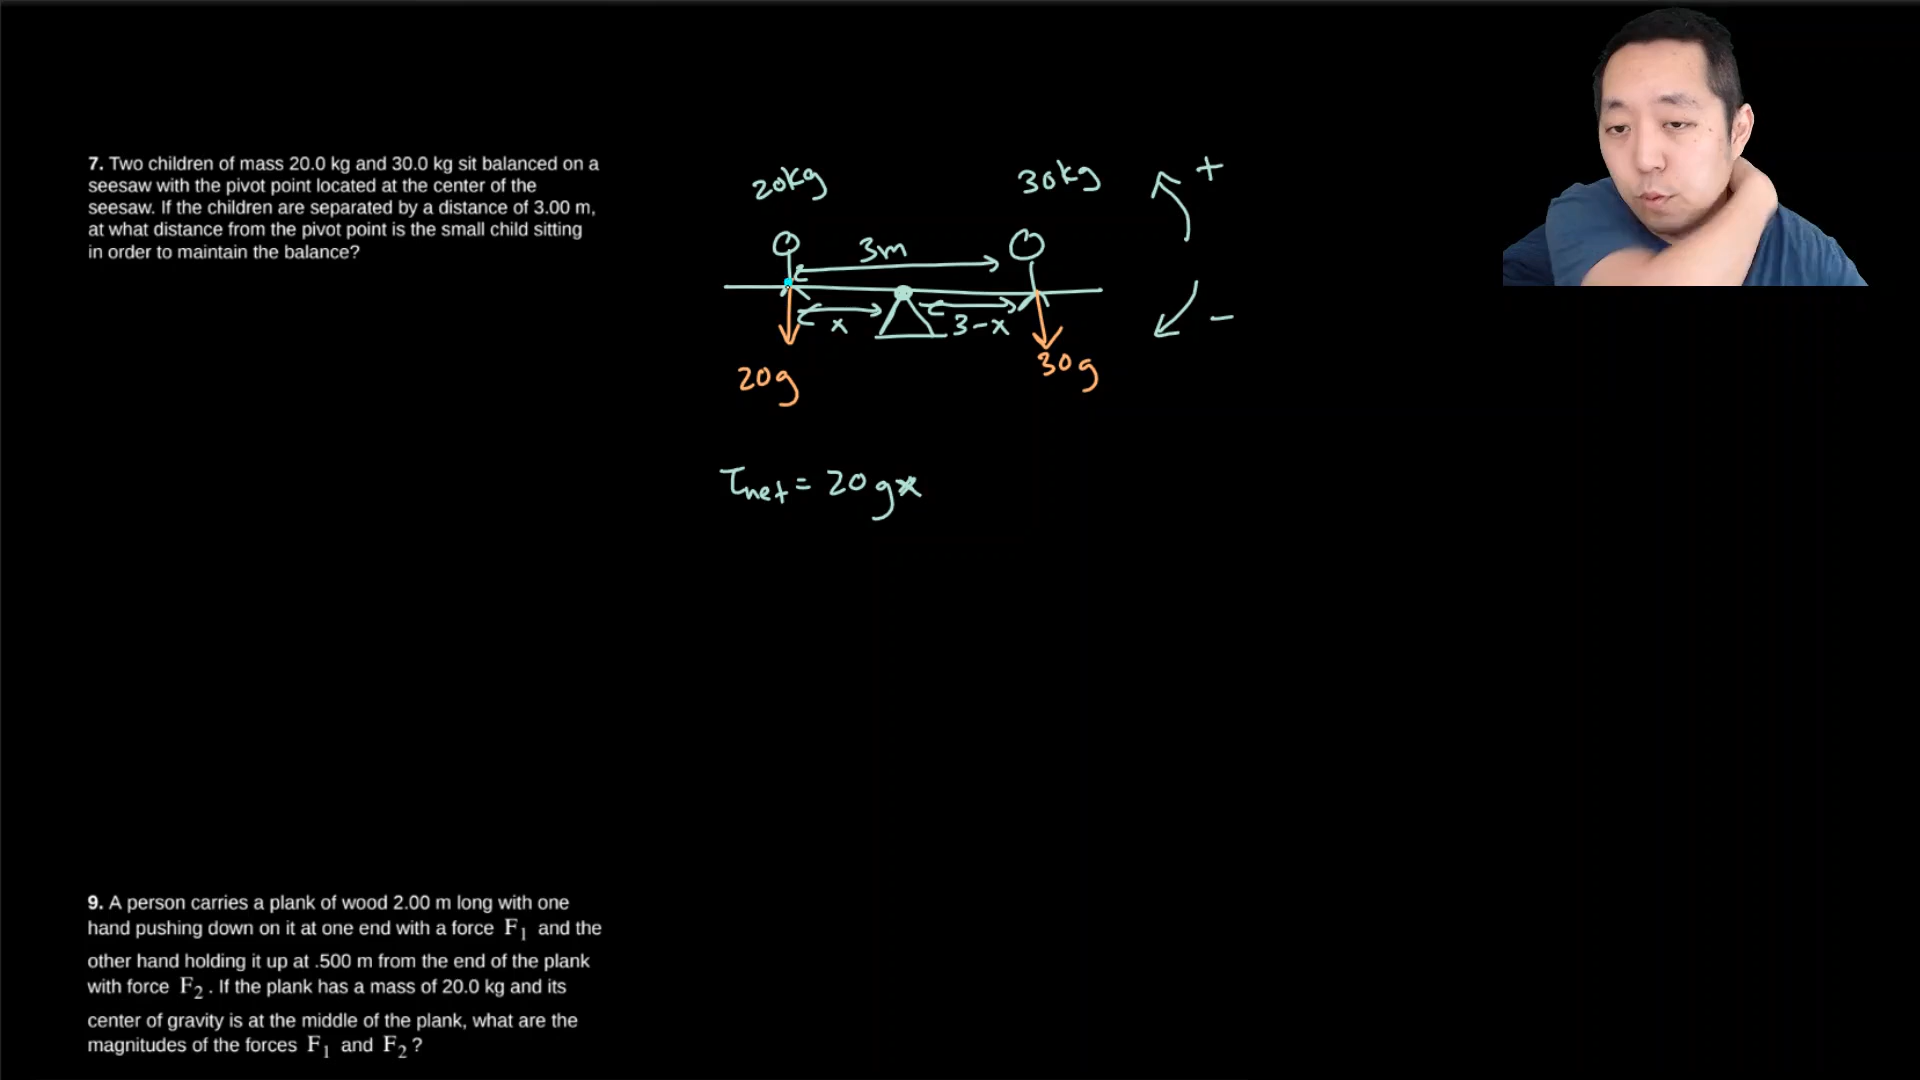 7. Two children of mass 20.0 kg and 30.0 kg sit balanced on a
seesaw with the pivot point located at the center of the
seesaw. If the children are separated by a distance of 3.00 m,
at what distance from the pivot point is the small child sitting
in order to maintain the balance?
20kg 30kg +
3m
x 3-x -
20g 30g
τnet = 20gx
9. A person carries a plank of wood 2.00 m long with one
hand pushing down on it at one end with a force F₁ and the
other hand holding it up at .500 m from the end of the plank
with force F₂. If the plank has a mass of 20.0 kg and its
center of gravity is at the middle of the plank, what are the
magnitudes of the forces F₁ and F₂?